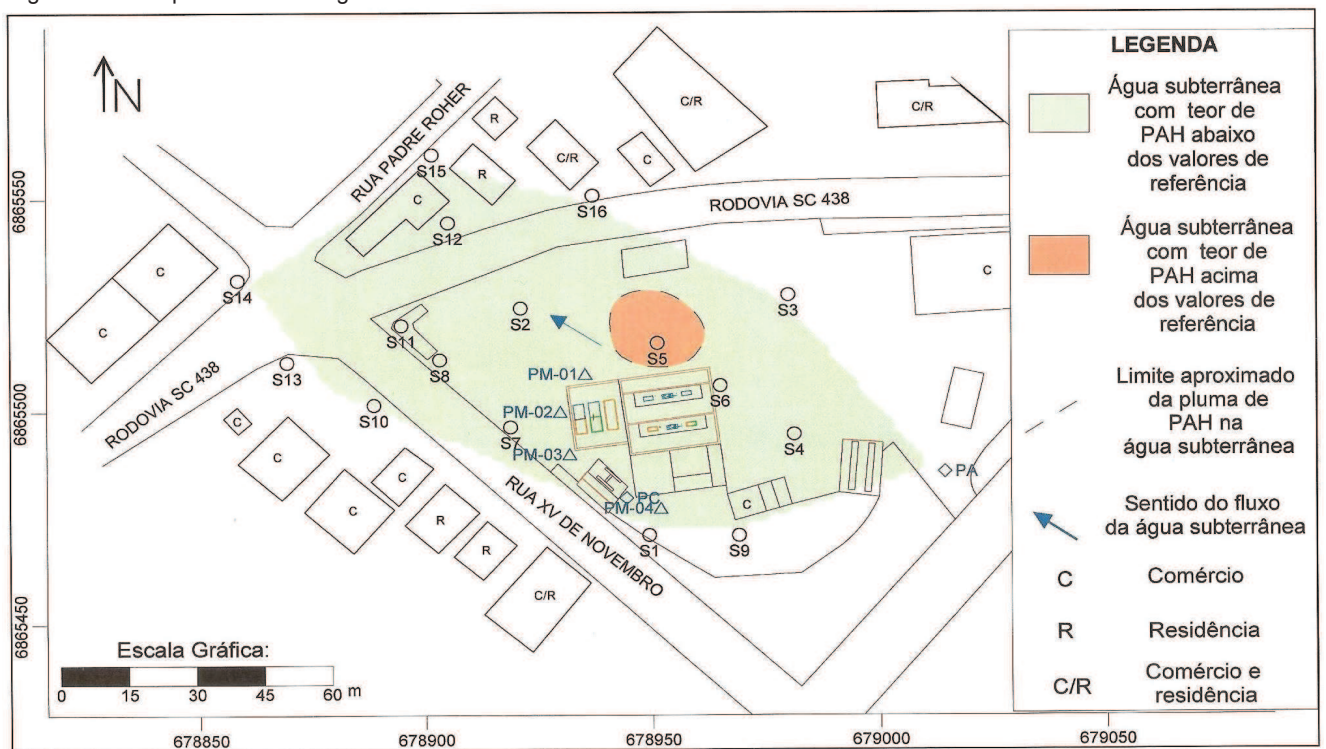 N
RUA PADRE ROHER
R
C/R
C/R
C
C/R
S15
R
C
S16
RODOVIA SC 438
S12
C
C
C
S14
S2
S3
S11
S8
S5
S13
PM-01
S6
RODOVIA SC 438
S10
PM-02
C
S7
S4
PM-03
PA
C
C
PC
C
PM-04
C
RUA XV DE NOVEMBRO
S1
S9
R
R
C/R
6865550
6865500
6865450
Escala Gráfica:
0 15 30 45 60 m
678850 678900 678950 679000 679050
LEGENDA
Água subterrânea
com teor de
PAH abaixo
dos valores de
referência
Água subterrânea
com teor de
PAH acima
dos valores de
referência
Limite aproximado
da pluma de
PAH na
água subterrânea
Sentido do fluxo
da água subterrânea
C Comércio
R Residência
C/R Comércio e
residência